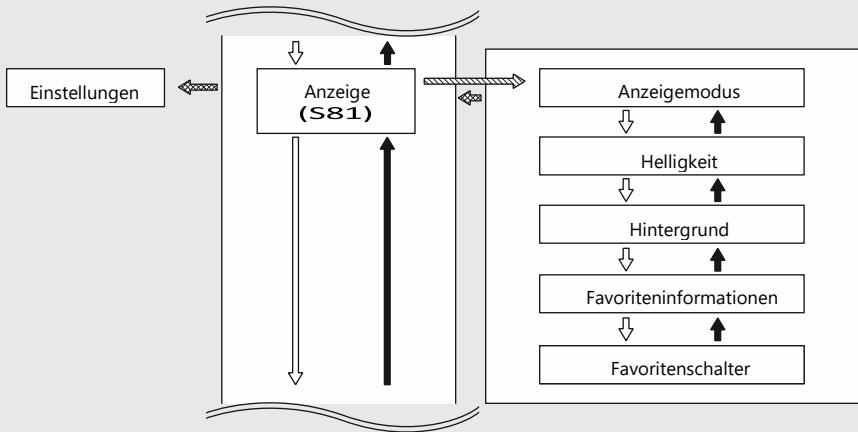 Einstellungen
Anzeige
(S81)
Anzeigemodus
Helligkeit
Hintergrund
Favoriteninformationen
Favoritenschalter